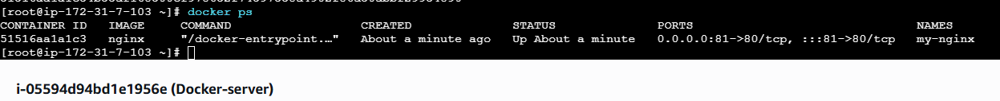 [root@ip-172-31-7-103 ~]# docker ps
CONTAINER ID   IMAGE     COMMAND                  CREATED              STATUS              PORTS                               NAMES
51516aa1a1c3   nginx     "/docker-entrypoint.…"   About a minute ago   Up About a minute   0.0.0.0:81->80/tcp, :::81->80/tcp   my-nginx
[root@ip-172-31-7-103 ~]#
i-05594d94bd1e1956e (Docker-server)